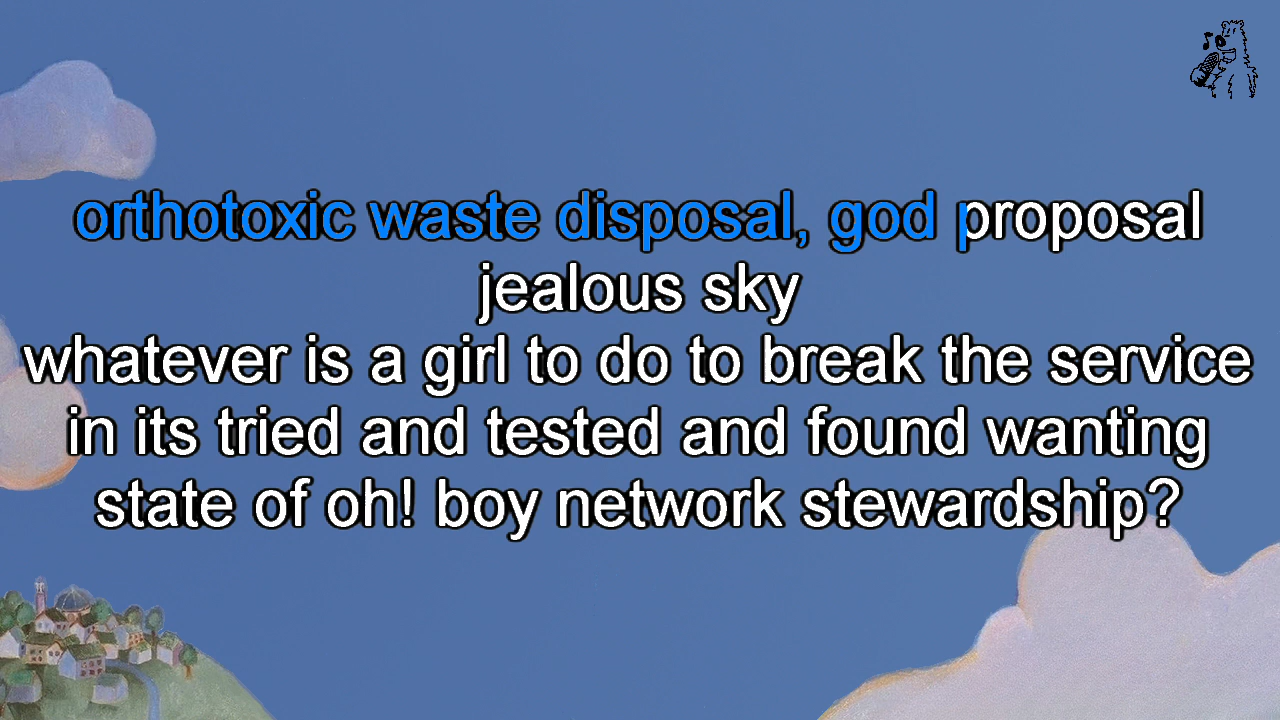 orthotoxic waste disposal, god proposal
jealous sky
whatever is a girl to do to break the service
in its tried and tested and found wanting
state of oh! boy network stewardship?